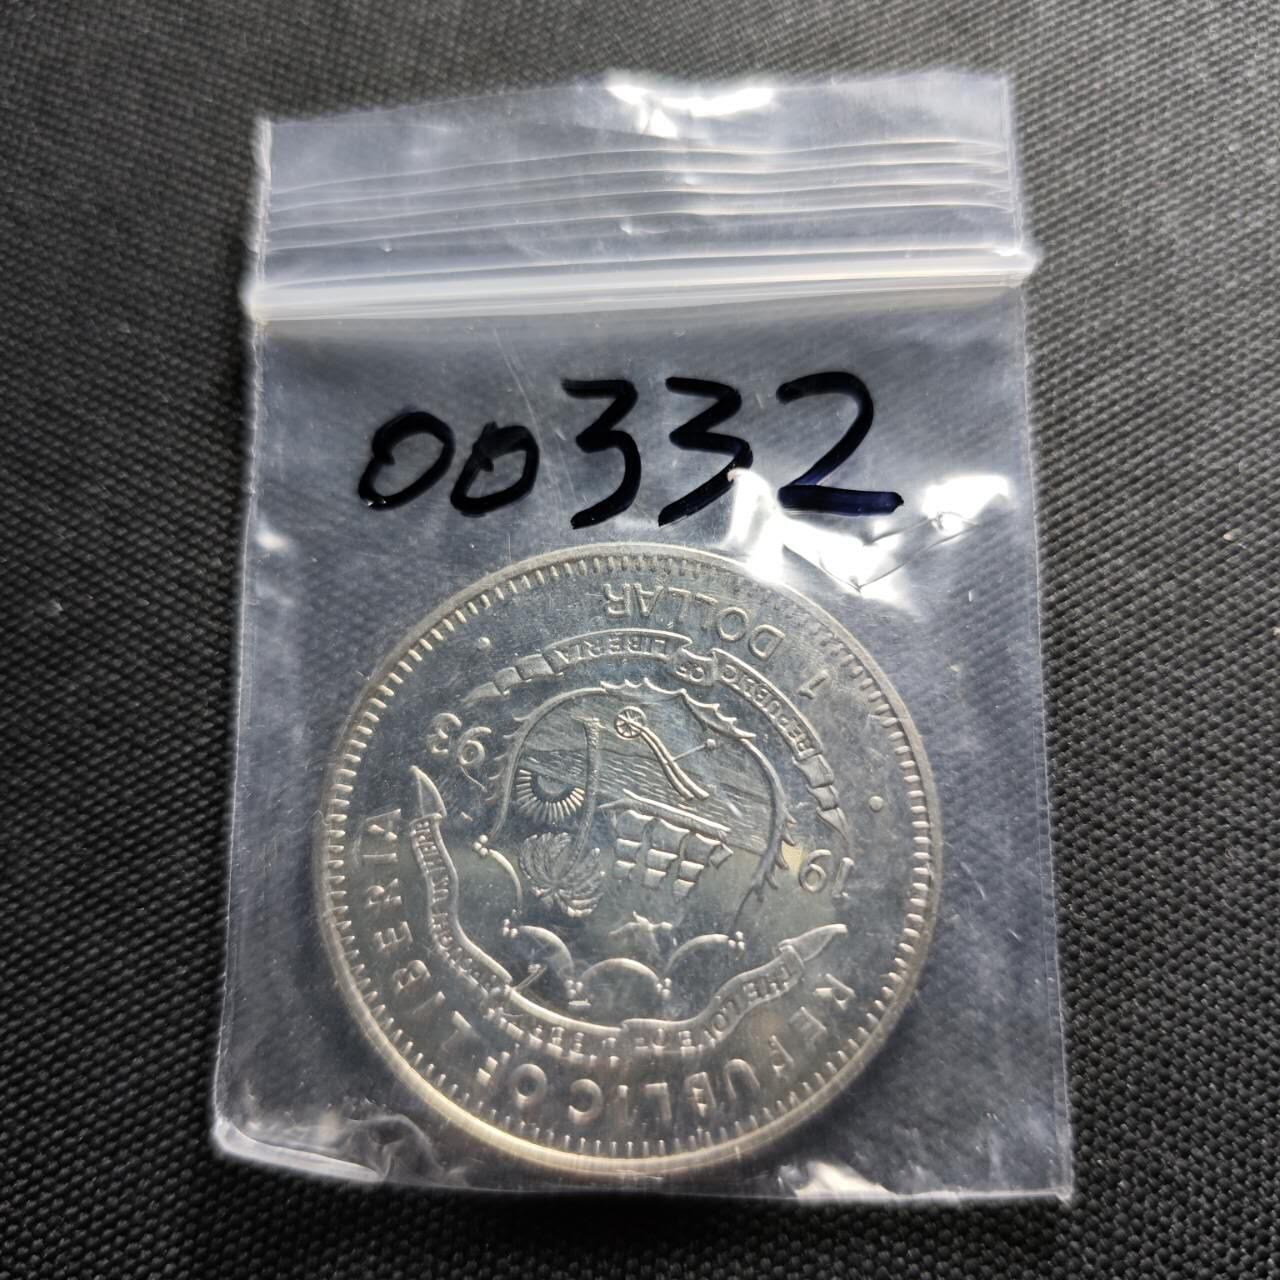 00332
REPUBLIC OF LIBERIA
THE LOVE OF LIBERTY BROUGHT US HERE
19 93
REPUBLIC OF LIBERIA
1 DOLLAR